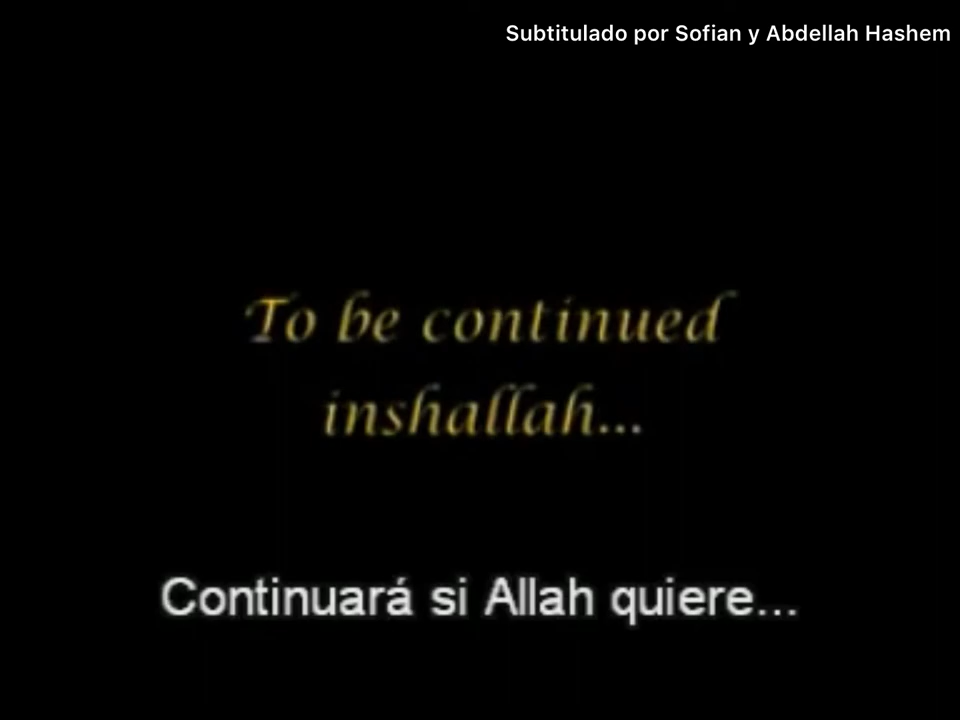 Subtitulado por Sofian y Abdellah Hashem
To be continued
inshallah...
Continuará si Allah quiere...